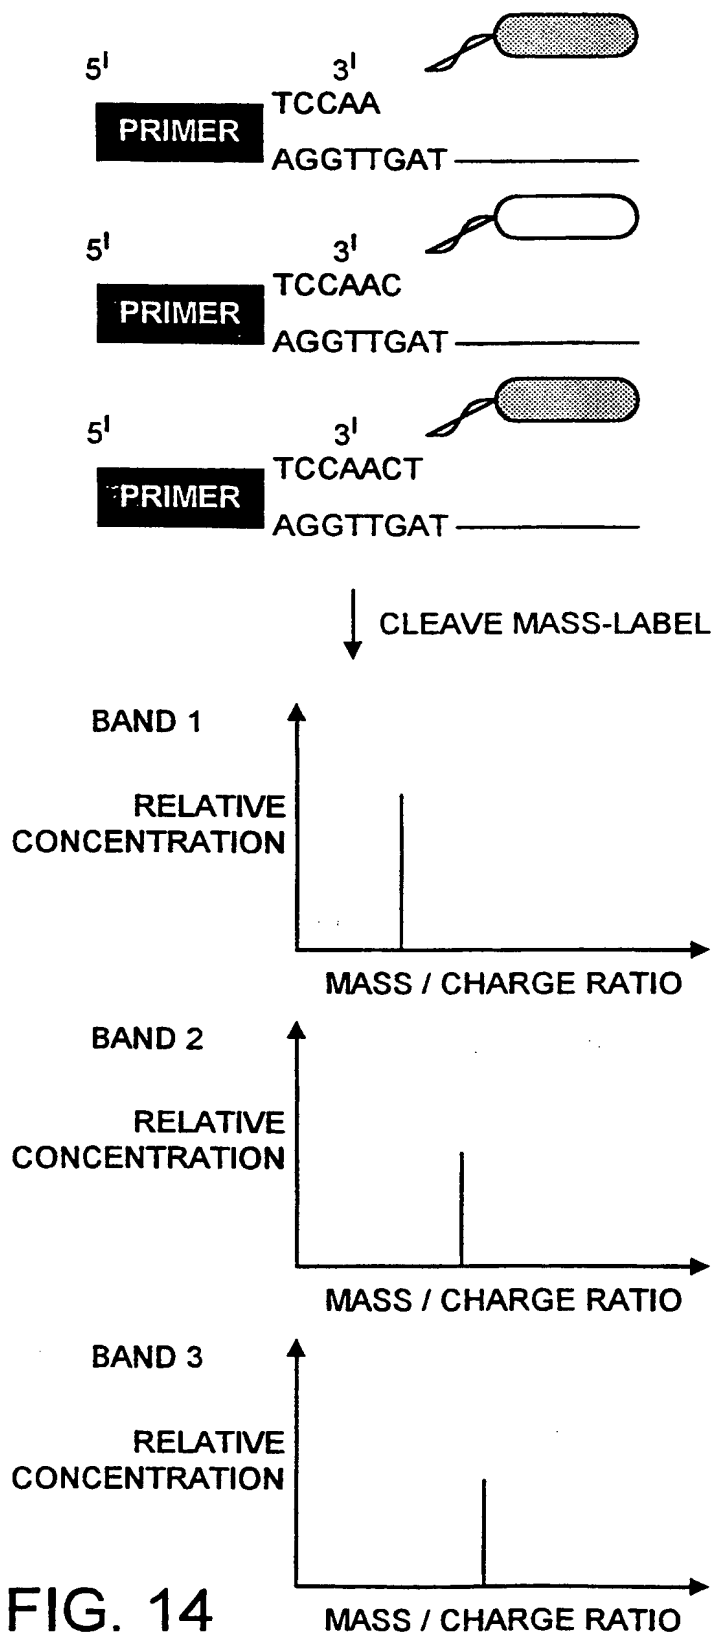 5' 3'
TCCAA
PRIMER
AGGTTGAT
5' 3'
TCCAAC
PRIMER
AGGTTGAT
5' 3'
TCCAACT
PRIMER
AGGTTGAT
CLEAVE MASS-LABEL
BAND 1
RELATIVE
CONCENTRATION
MASS / CHARGE RATIO
BAND 2
RELATIVE
CONCENTRATION
MASS / CHARGE RATIO
BAND 3
RELATIVE
CONCENTRATION
MASS / CHARGE RATIO
FIG. 14